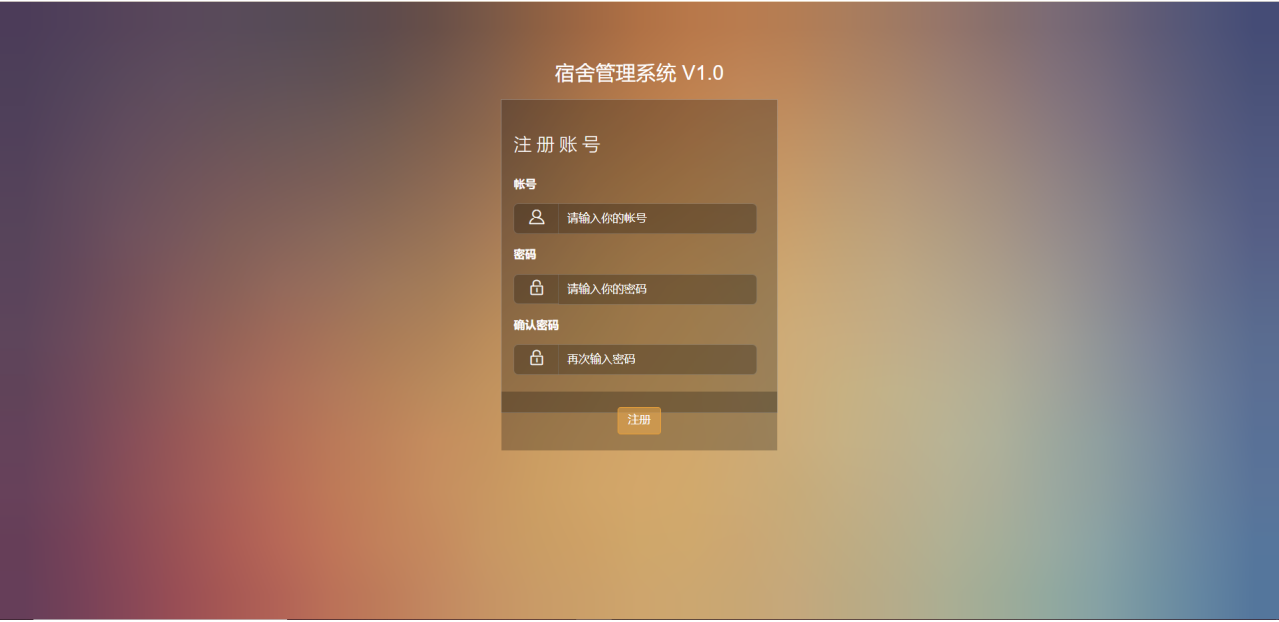 宿舍管理系统 V1.0
注册账号
帐号
请输入你的帐号
密码
请输入你的密码
确认密码
再次输入密码
注册